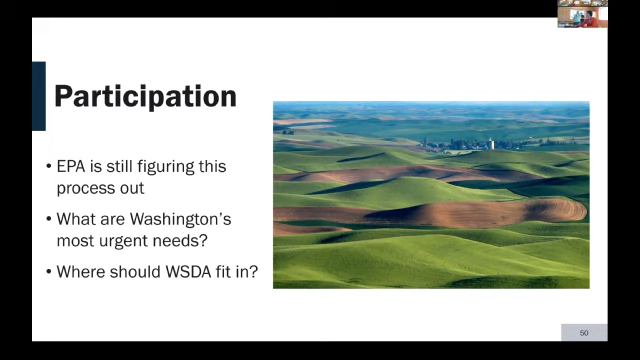 Participation
• EPA is still figuring this
process out
• What are Washington's
most urgent needs?
• Where should WSDA fit in?
50